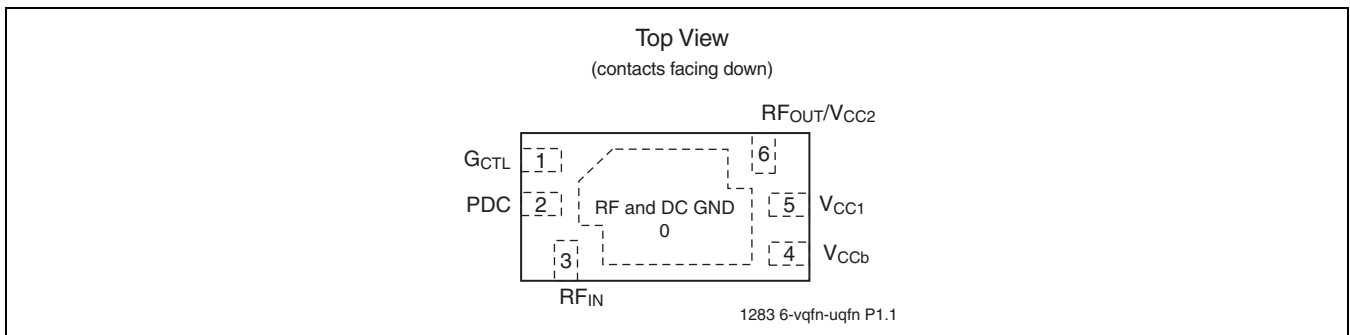 Top View
(contacts facing down)
RFOUT/VCC2
GCTL 1 6
PDC 2 RF and DC GND 5 VCC1
0
3 4 VCCb
RFIN
1283 6-vqfn-uqfn P1.1